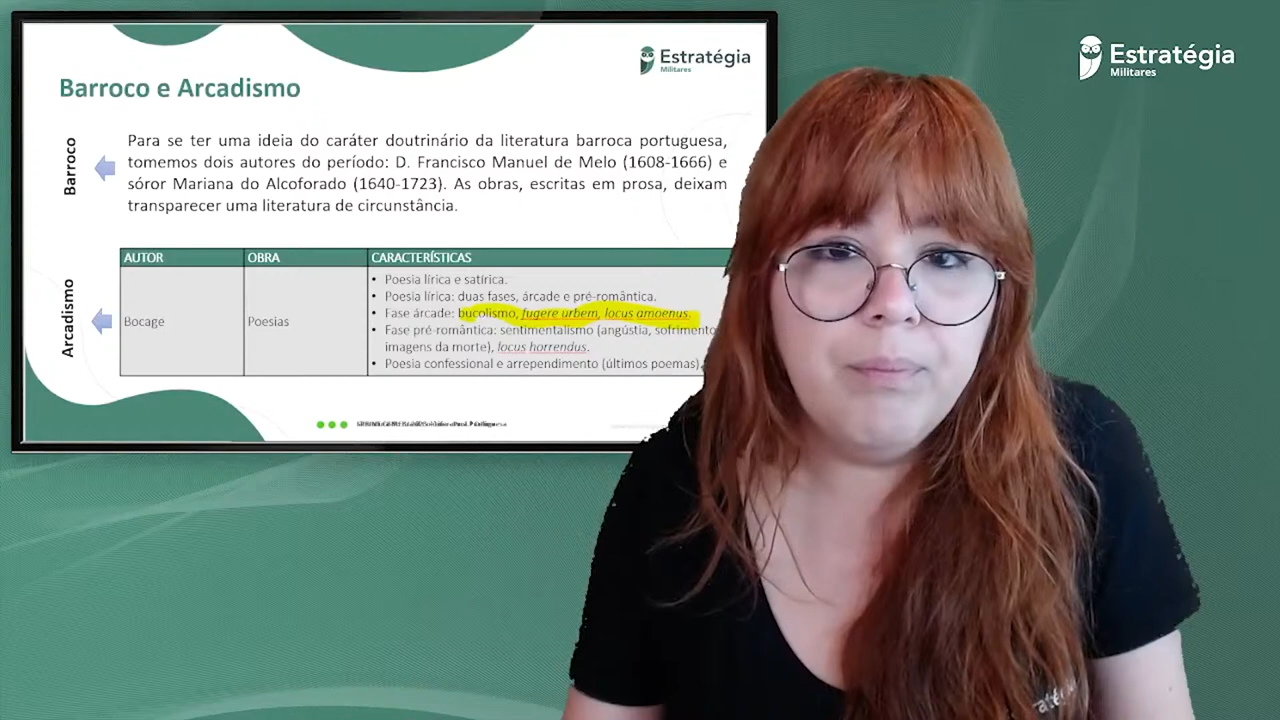 Estratégia
Militares
Estratégia
Militares
Barroco e Arcadismo
Barroco
Para se ter uma ideia do caráter doutrinário da literatura barroca portuguesa,
tomemos dois autores do período: D. Francisco Manuel de Melo (1608-1666) e
sóror Mariana do Alcoforado (1640-1723). As obras, escritas em prosa, deixam
transparecer uma literatura de circunstância.
Arcadismo
AUTOR OBRA CARACTERÍSTICAS
Bocage Poesias
• Poesia lírica e satírica.
• Poesia lírica: duas fases, árcade e pré-romântica.
• Fase árcade: bucolismo, fugere urbem, locus amoenus.
• Fase pré-romântica: sentimentalismo (angústia, sofrimento
imagens da morte), locus horrendus.
• Poesia confessional e arrependimento (últimos poemas)